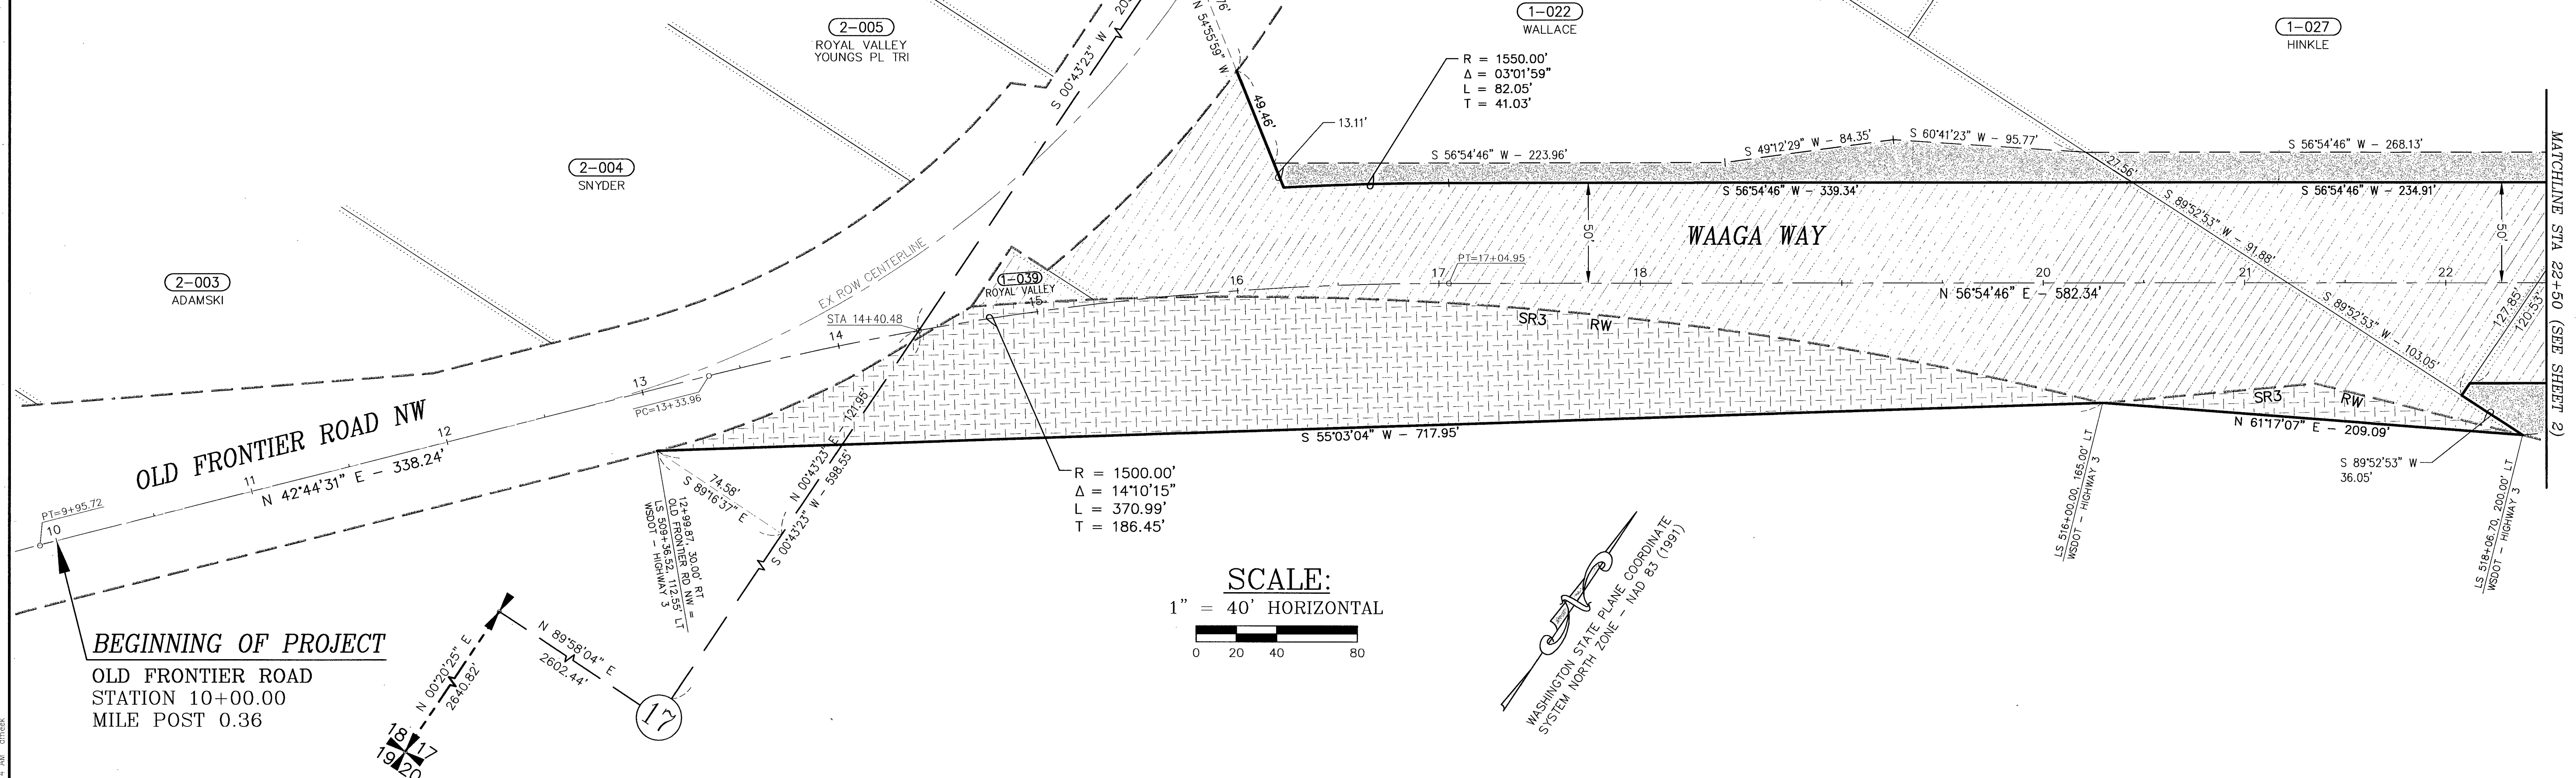 2-005
ROYAL VALLEY
YOUNGS PL TRI
2-004
SNYDER
2-003
ADAMSKI
1-022
WALLACE
1-027
HINKLE
1-039
ROYAL VALLEY
N 54°55'59" W
49.46'
13.11'
R = 1550.00'
Δ = 03°01'59"
L = 82.05'
T = 41.03'
S 56°54'46" W - 223.96'
S 49°12'29" W - 84.35'
S 60°41'23" W - 95.77'
S 56°54'46" W - 268.13'
27.56
S 56°54'46" W - 339.34'
S 56°54'46" W - 234.91'
S 89°52'53" W - 91.88'
50'
50'
WAAGA WAY
MATCHLINE STA 22+50 (SEE SHEET 2)
EX ROW CENTERLINE
STA 14+40.48
PT=17+04.95
10
11
12
13
14
15
16
17
18
20
21
22
N 56°54'46" E - 582.34'
S 89°52'53" W - 103.05'
127.85'
120.53'
SR3 RW
SR3 RW
PC=13+33.96
OLD FRONTIER ROAD NW
N 42°44'31" E - 338.24'
PT=9+95.72
S 55°03'04" W - 717.95'
N 61°17'07" E - 209.09'
S 89°52'53" W
36.05'
N 00°43'23" E - 121.95'
S 00°43'23" W - 598.55'
74.58'
S 89°16'37" E
12+99.87, 30.00' RT
OLD FRONTIER RD NW =
LS 509+36.52, 112.55' LT
WSDOT - HIGHWAY 3
R = 1500.00'
Δ = 14°10'15"
L = 370.99'
T = 186.45'
LS 516+00.00, 165.00' LT
WSDOT - HIGHWAY 3
LS 518+06.70, 200.00' LT
WSDOT - HIGHWAY 3
BEGINNING OF PROJECT
OLD FRONTIER ROAD
STATION 10+00.00
MILE POST 0.36
N 00°20'25" E
2640.82'
N 89°58'04" E
2602.44'
17
18 17
19 20
SCALE:
1" = 40' HORIZONTAL
0 20 40 80
WASHINGTON STATE PLANE COORDINATE
SYSTEM NORTH ZONE - NAD 83 (1991)